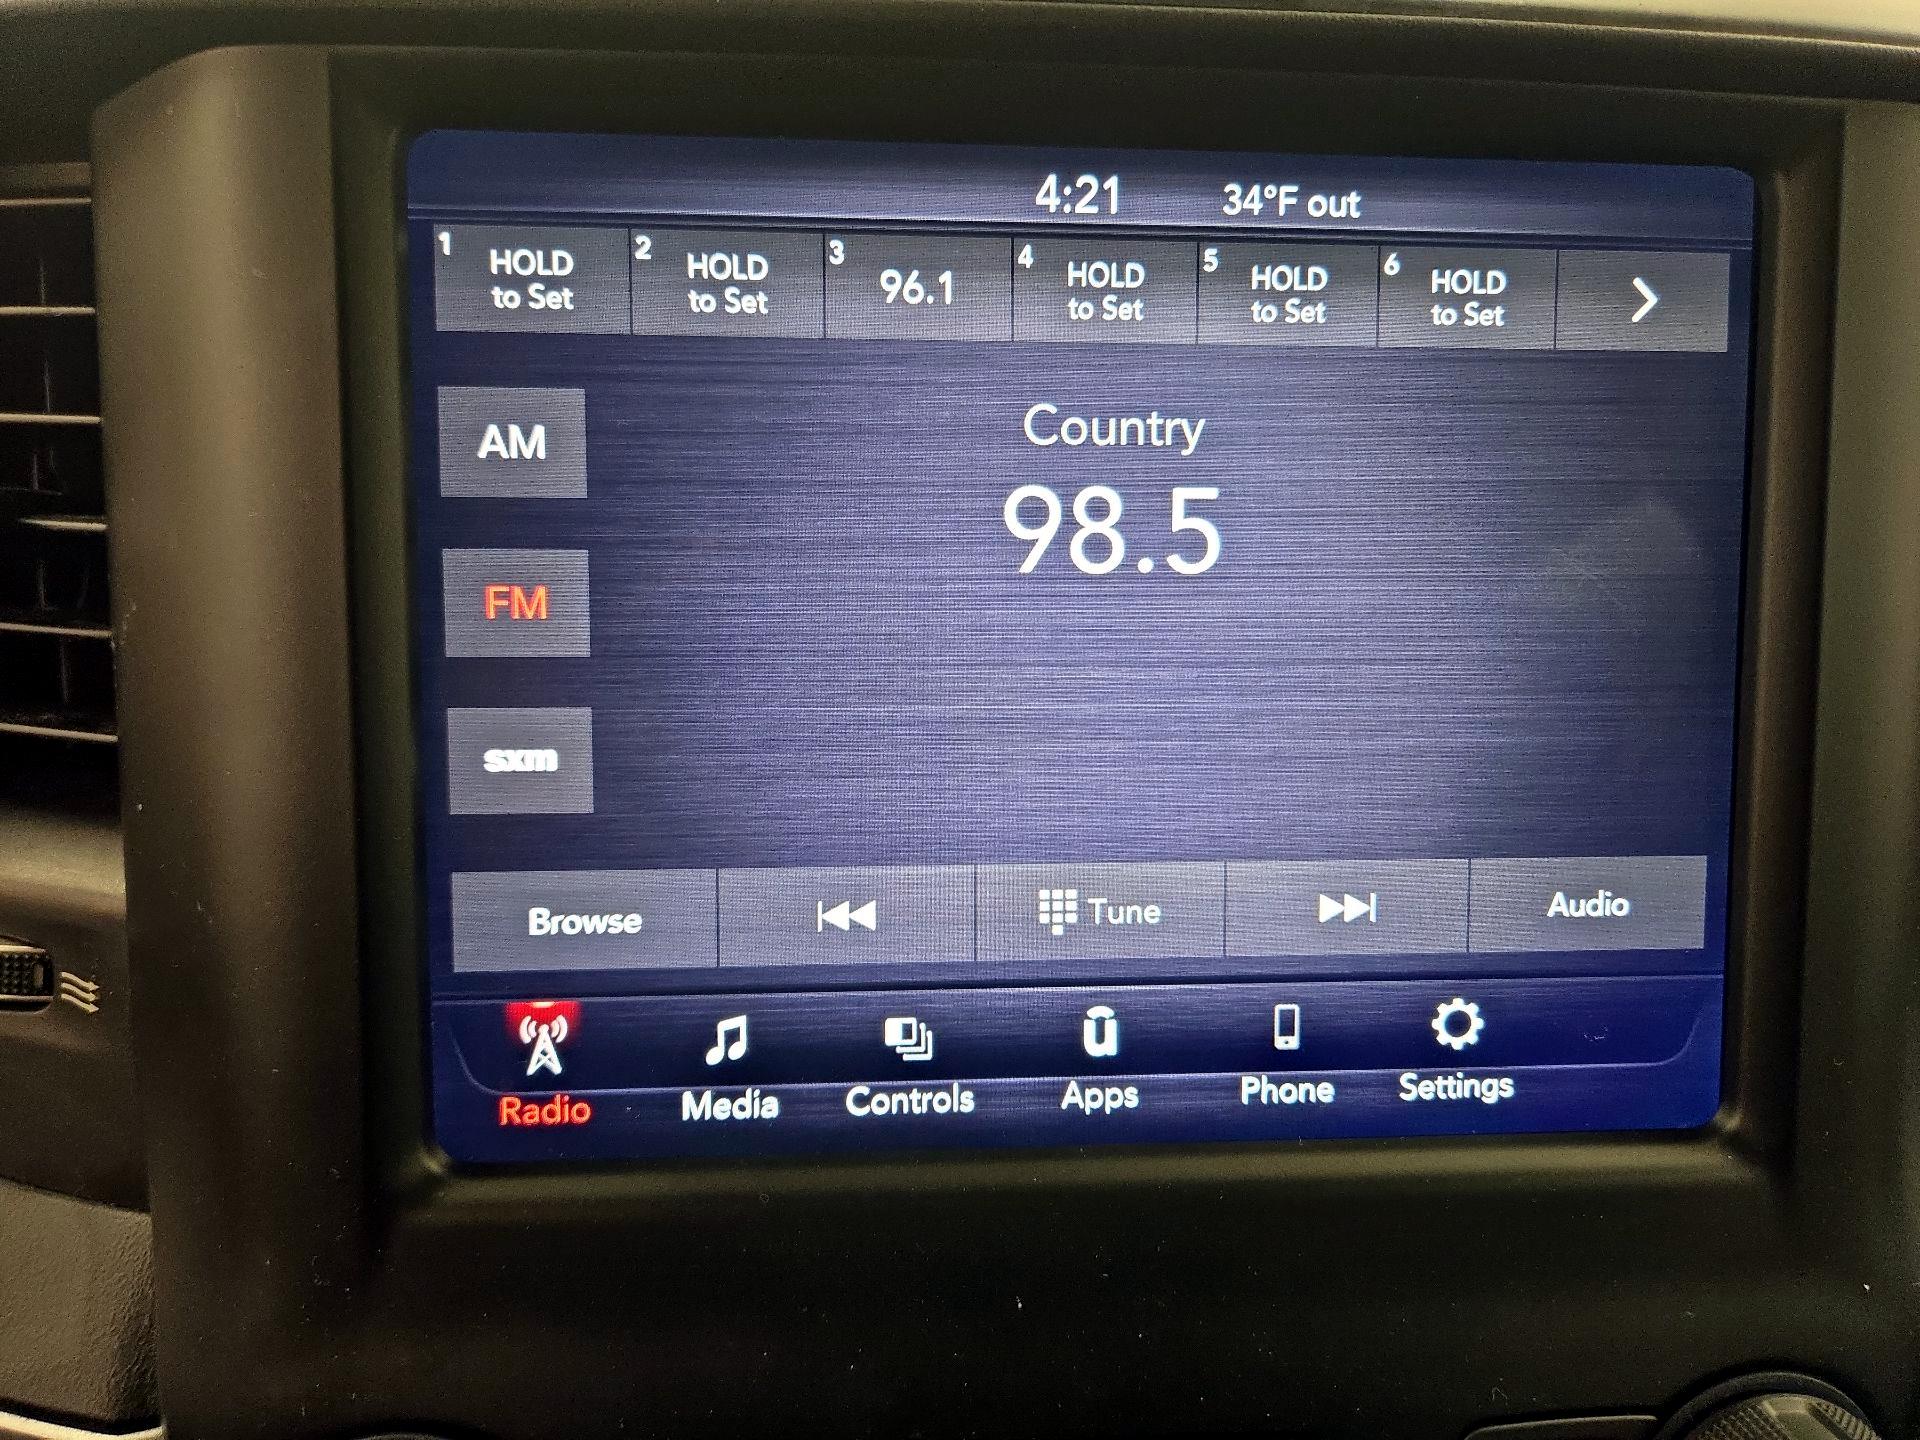 4:21 34°F out
1 HOLD to Set
2 HOLD to Set
3 96.1
4 HOLD to Set
5 HOLD to Set
6 HOLD to Set
AM
Country
98.5
FM
sxm
Browse Tune Audio
Radio Media Controls Apps Phone Settings